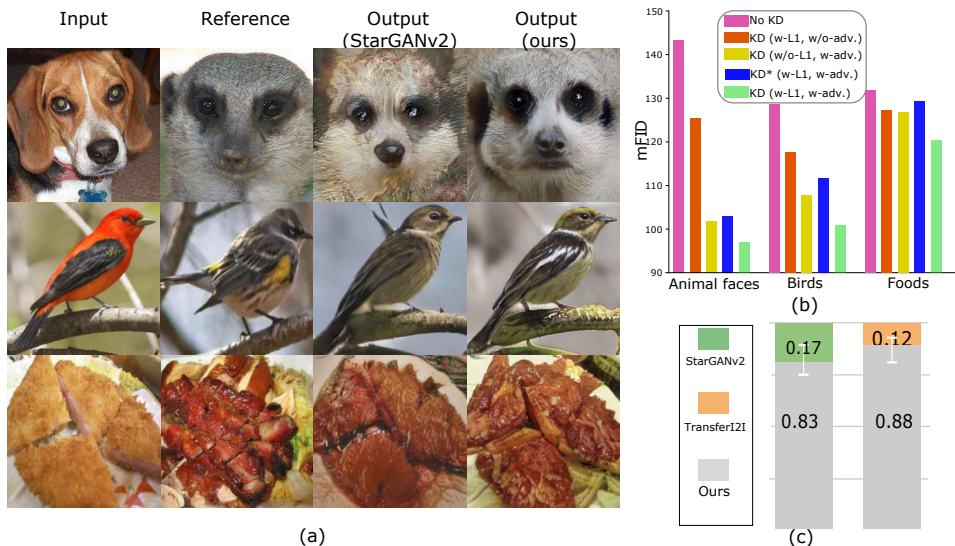 Input
Reference
Output
(StarGANv2)
Output
(ours)
(a)
150
140
130
120
110
100
90
mFID
No KD
KD (w-L1, w/o-adv.)
KD (w/o-L1, w-adv.)
KD* (w-L1, w-adv.)
KD (w-L1, w-adv.)
Animal faces
Birds
Foods
(b)
StarGANv2
TransferI2I
Ours
0.17
0.12
0.83
0.88
(c)